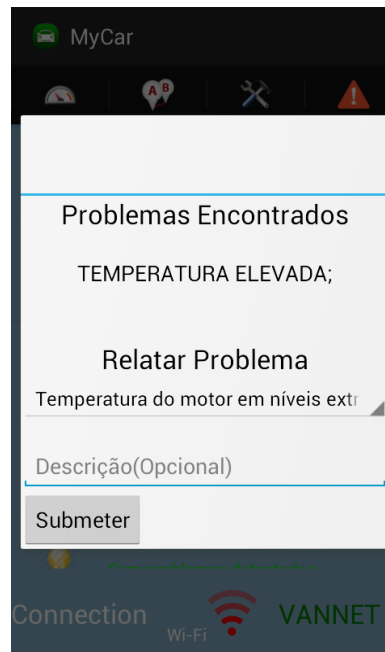 MyCar
A B
Problemas Encontrados
TEMPERATURA ELEVADA;
Relatar Problema
Temperatura do motor em níveis extr
Descrição(Opcional)
Submeter
Connection
Wi-Fi
VANNET